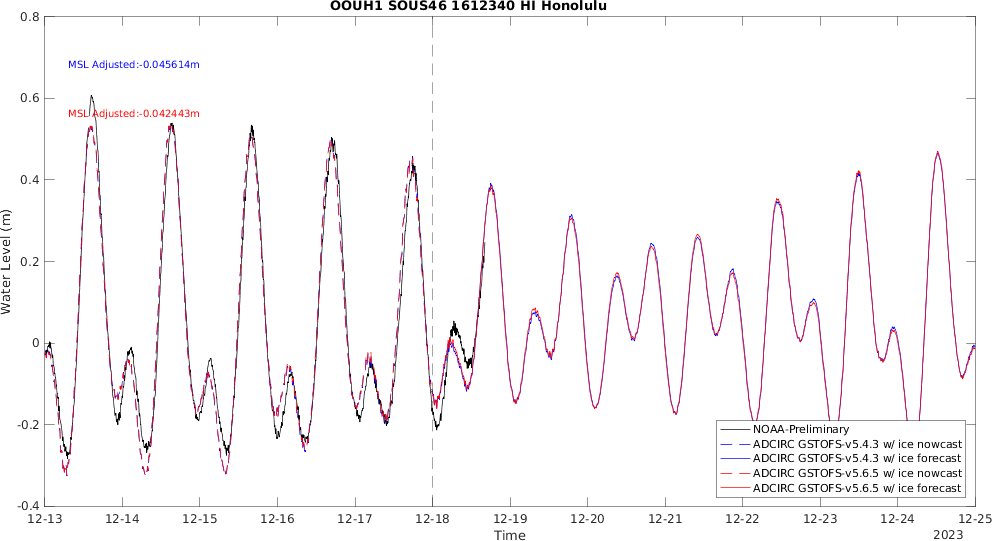 OOUH1 SOUS46 1612340 HI Honolulu
0.8
MSL Adjusted:-0.045614m
0.6
MSL Adjusted:-0.042443m
0.4
0.2
0
-0.2
-0.4
Water Level (m)
NOAA-Preliminary
ADCIRC GSTOFS-v5.4.3 w/ ice nowcast
ADCIRC GSTOFS-v5.4.3 w/ ice forecast
ADCIRC GSTOFS-v5.6.5 w/ ice nowcast
ADCIRC GSTOFS-v5.6.5 w/ ice forecast
12-13 12-14 12-15 12-16 12-17 12-18 12-19 12-20 12-21 12-22 12-23 12-24 12-25
Time
2023